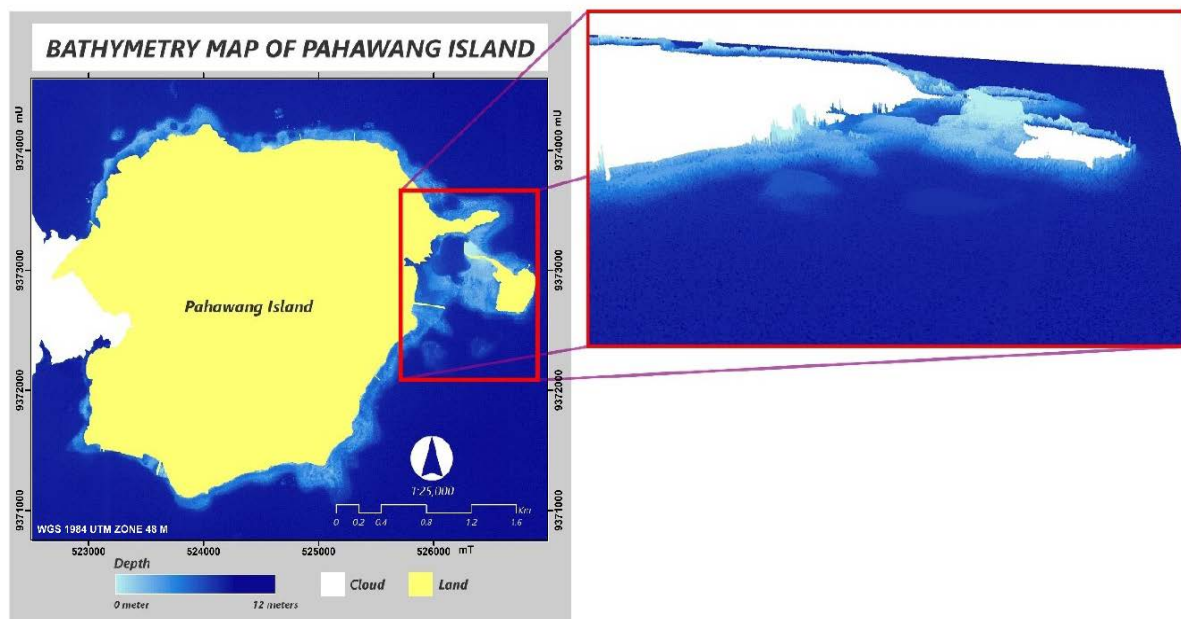 BATHYMETRY MAP OF PAHAWANG ISLAND
9374000 mU
9374000 mU
9373000
9373000
Pahawang Island
9372000
9372000
1:25,000
Km
0 0.2 0.4 0.8 1.2 1.6
9371000
9371000
WGS 1984 UTM ZONE 48 M
523000 524000 525000 526000 mT
Depth
Cloud Land
0 meter 12 meters